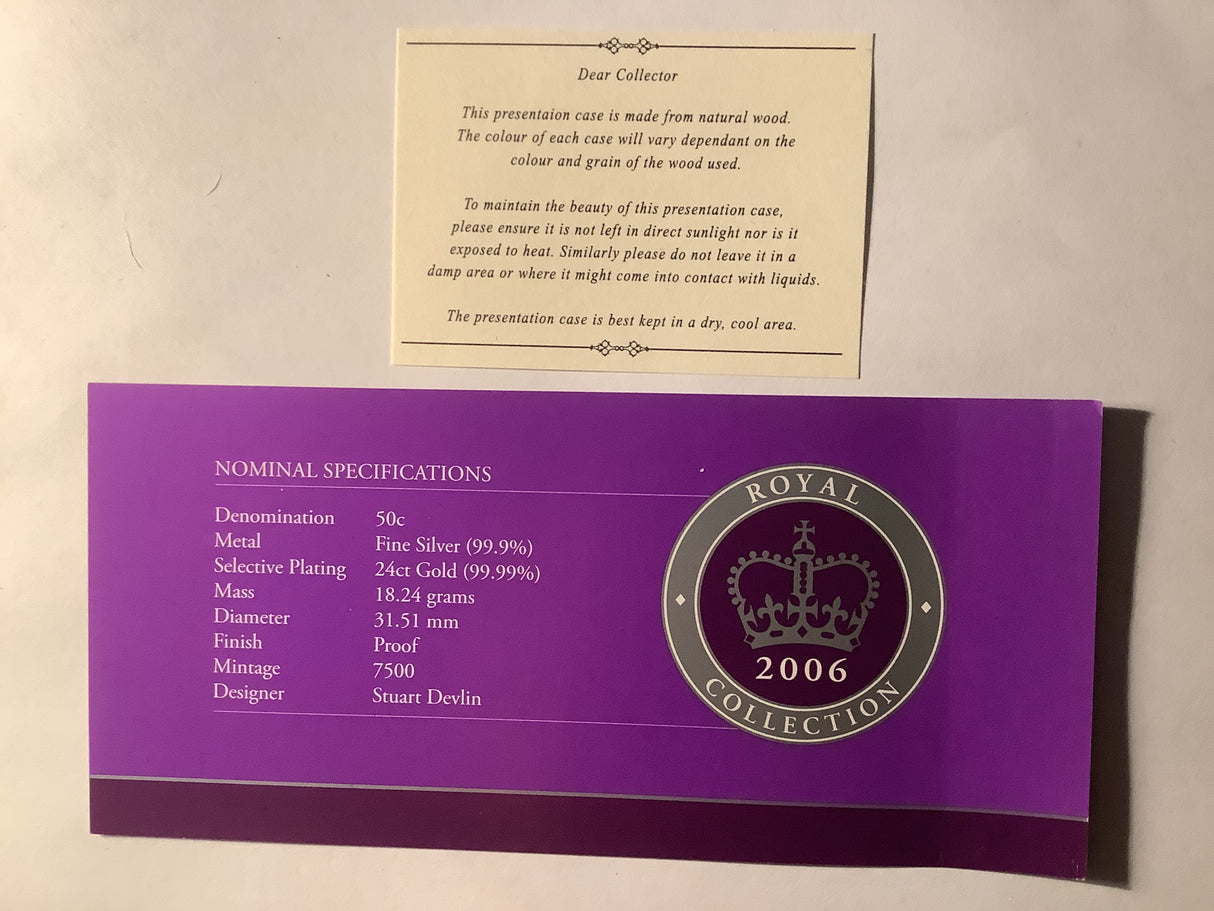 Dear Collector
This presentaion case is made from natural wood.
The colour of each case will vary dependant on the
colour and grain of the wood used.
To maintain the beauty of this presentation case,
please ensure it is not left in direct sunlight nor is it
exposed to heat. Similarly please do not leave it in a
damp area or where it might come into contact with liquids.
The presentation case is best kept in a dry, cool area.
NOMINAL SPECIFICATIONS
Denomination 50c
Metal Fine Silver (99.9%)
Selective Plating 24ct Gold (99.99%)
Mass 18.24 grams
Diameter 31.51 mm
Finish Proof
Mintage 7500
Designer Stuart Devlin
ROYAL
2006
COLLECTION